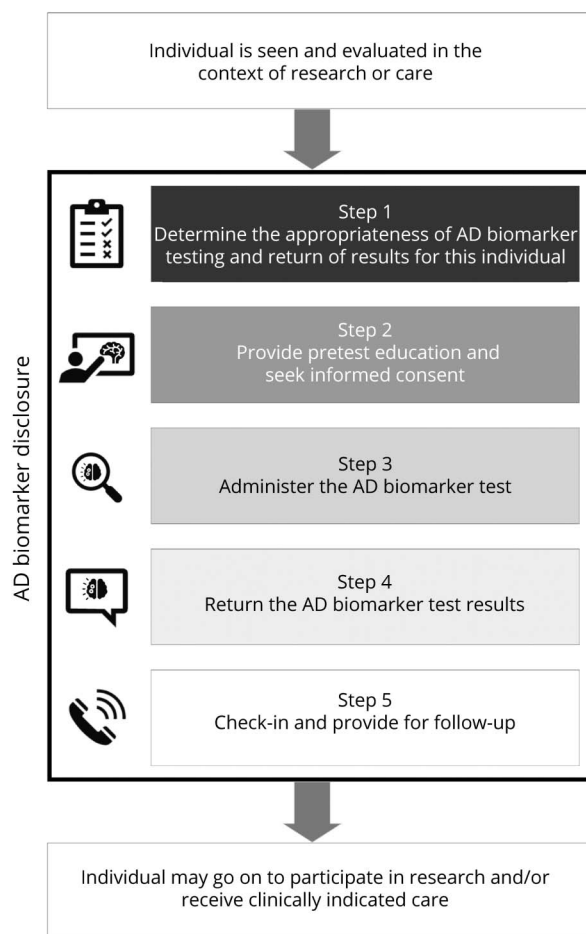 Individual is seen and evaluated in the
context of research or care
AD biomarker disclosure
Step 1
Determine the appropriateness of AD biomarker
testing and return of results for this individual
Step 2
Provide pretest education and
seek informed consent
Step 3
Administer the AD biomarker test
Step 4
Return the AD biomarker test results
Step 5
Check-in and provide for follow-up
Individual may go on to participate in research and/or
receive clinically indicated care